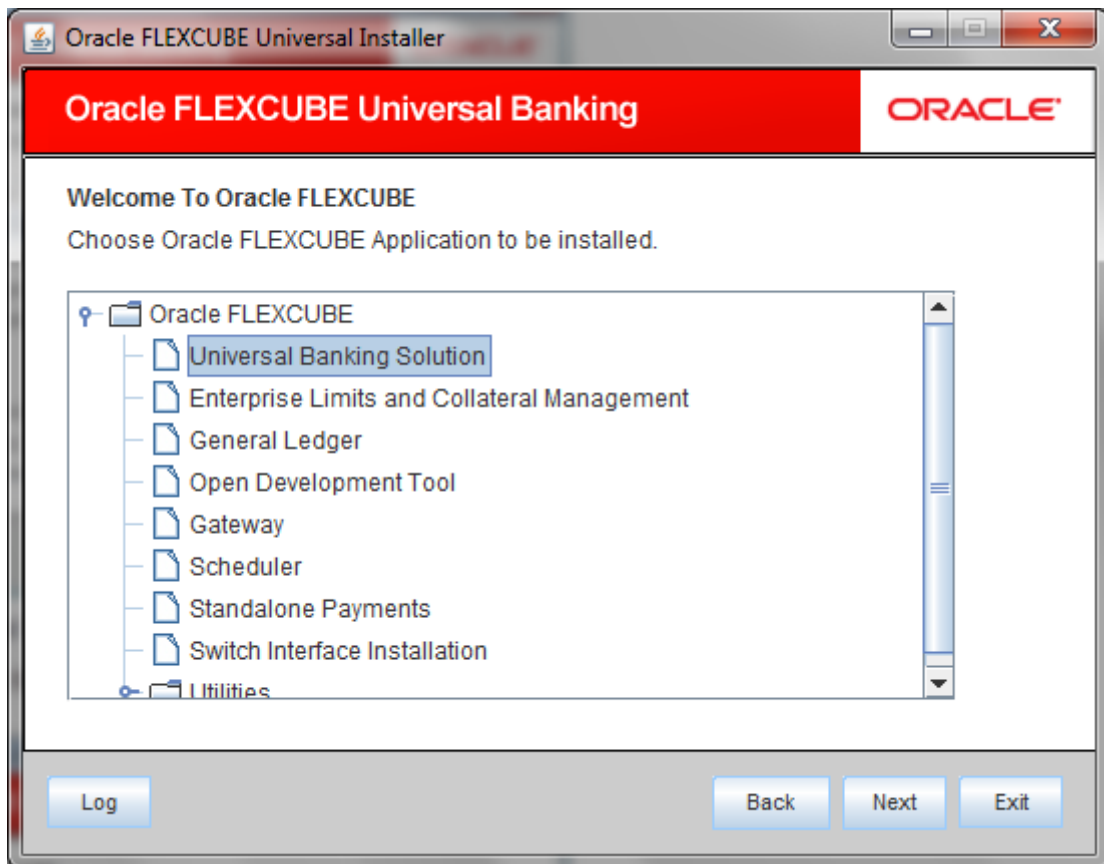 Oracle FLEXCUBE Universal Installer
Oracle FLEXCUBE Universal Banking
ORACLE
Welcome To Oracle FLEXCUBE
Choose Oracle FLEXCUBE Application to be installed.
Oracle FLEXCUBE
Universal Banking Solution
Enterprise Limits and Collateral Management
General Ledger
Open Development Tool
Gateway
Scheduler
Standalone Payments
Switch Interface Installation
Utilities
Log
Back
Next
Exit